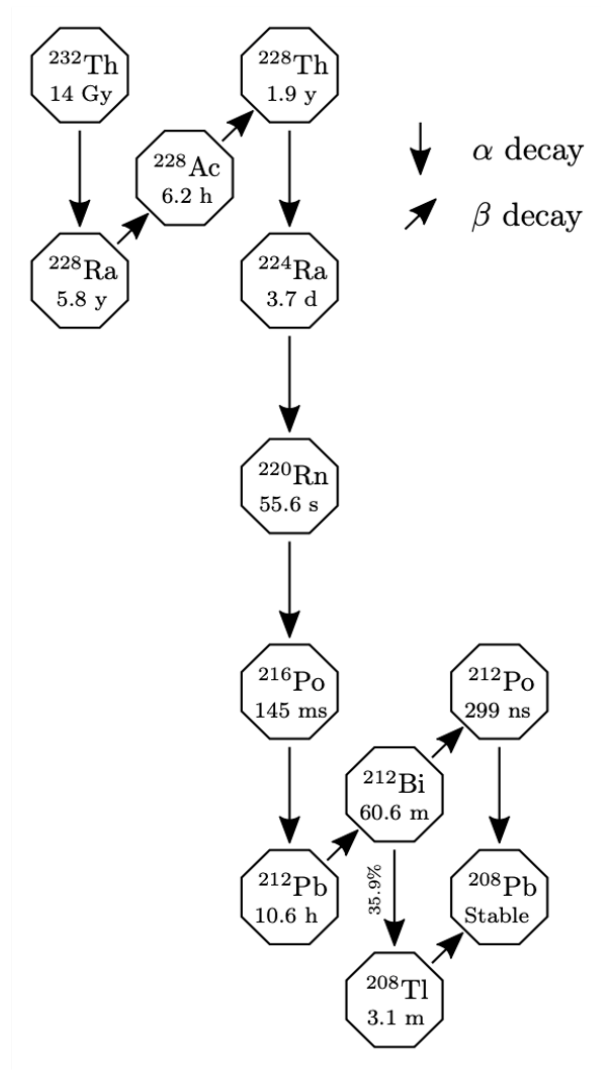 ²³²Th
14 Gy
²²⁸Th
1.9 y
α decay
²²⁸Ac
6.2 h
β decay
²²⁸Ra
5.8 y
²²⁴Ra
3.7 d
²²⁰Rn
55.6 s
²¹⁶Po
145 ms
²¹²Po
299 ns
²¹²Bi
60.6 m
²¹²Pb
10.6 h
35.9%
²⁰⁸Pb
Stable
²⁰⁸Tl
3.1 m